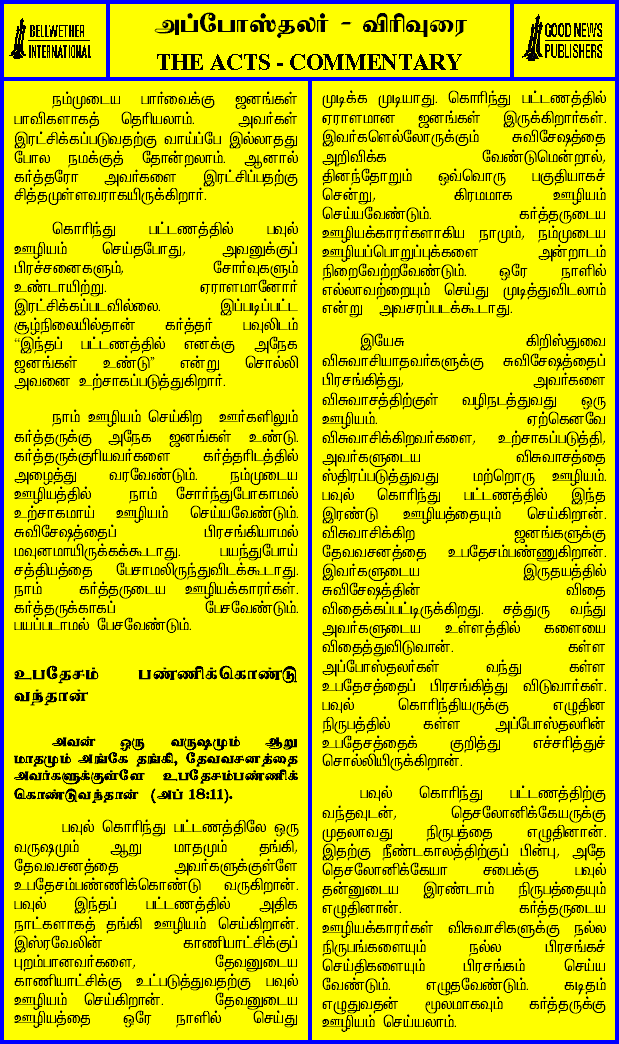 BELLWETHER
INTERNATIONAL
அப்போஸ்தலர் - விரிவுரை
THE ACTS - COMMENTARY
GOOD NEWS
PUBLISHERS
நம்முடைய பார்வைக்கு ஜனங்கள்
பாவிகளாகத் தெரியலாம். அவர்கள்
இரட்சிக்கப்படுவதற்கு வாய்ப்பே இல்லாதது
போல நமக்குத் தோன்றலாம். ஆனால்
கர்த்தரோ அவர்களை இரட்சிப்பதற்கு
சித்தமுள்ளவராகயிருக்கிறார்.
கொரிந்து பட்டணத்தில் பவுல்
ஊழியம் செய்தபோது, அவனுக்குப்
பிரச்சனைகளும், சோர்வுகளும்
உண்டாயிற்று. ஏராளமானோர்
இரட்சிக்கப்படவில்லை. இப்படிப்பட்ட
சூழ்நிலையில்தான் கர்த்தர் பவுலிடம்
“இந்தப் பட்டணத்தில் எனக்கு அநேக
ஜனங்கள் உண்டு” என்று சொல்லி
அவனை உற்சாகப்படுத்துகிறார்.
நாம் ஊழியம் செய்கிற ஊர்களிலும்
கர்த்தருக்கு அநேக ஜனங்கள் உண்டு.
கர்த்தருக்குரியவர்களை கர்த்தரிடத்தில்
அழைத்து வரவேண்டும். நம்முடைய
ஊழியத்தில் நாம் சோர்ந்துபோகாமல்
உற்சாகமாய் ஊழியம் செய்யவேண்டும்.
சுவிசேஷத்தைப் பிரசங்கியாமல்
மவுனமாயிருக்கக்கூடாது. பயந்துபோய்
சத்தியத்தை பேசாமலிருந்துவிடக்கூடாது.
நாம் கர்த்தருடைய ஊழியக்காரர்கள்.
கர்த்தருக்காகப் பேசவேண்டும்.
பயப்படாமல் பேசவேண்டும்.
உபதேசம் பண்ணிக்கொண்டு
வந்தான்
அவன் ஒரு வருஷமும் ஆறு
மாதமும் அங்கே தங்கி, தேவவசனத்தை
அவர்களுக்குள்ளே உபதேசம்பண்ணிக்
கொண்டுவந்தான் (அப் 18:11).
பவுல் கொரிந்து பட்டணத்திலே ஒரு
வருஷமும் ஆறு மாதமும் தங்கி,
தேவவசனத்தை அவர்களுக்குள்ளே
உபதேசம்பண்ணிக்கொண்டு வருகிறான்.
பவுல் இந்தப் பட்டணத்தில் அதிக
நாட்களாகத் தங்கி ஊழியம் செய்கிறான்.
இஸ்ரவேலின் காணியாட்சிக்குப்
புறம்பானவர்களை, தேவனுடைய
காணியாட்சிக்கு உட்படுத்துவதற்கு பவுல்
ஊழியம் செய்கிறான். தேவனுடைய
ஊழியத்தை ஒரே நாளில் செய்து
முடிக்க முடியாது. கொரிந்து பட்டணத்தில்
ஏராளமான ஜனங்கள் இருக்கிறார்கள்.
இவர்களெல்லோருக்கும் சுவிசேஷத்தை
அறிவிக்க வேண்டுமென்றால்,
தினந்தோறும் ஒவ்வொரு பகுதியாகச்
சென்று, கிரமமாக ஊழியம்
செய்யவேண்டும். கர்த்தருடைய
ஊழியக்காரர்களாகிய நாமும், நம்முடைய
ஊழியப்பொறுப்புக்களை அன்றாடம்
நிறைவேற்றவேண்டும். ஒரே நாளில்
எல்லாவற்றையும் செய்து முடித்துவிடலாம்
என்று அவசரப்படக்கூடாது.
இயேசு கிறிஸ்துவை
விசுவாசியாதவர்களுக்கு சுவிசேஷத்தைப்
பிரசங்கித்து, அவர்களை
விசுவாசத்திற்குள் வழிநடத்துவது ஒரு
ஊழியம். ஏற்கெனவே
விசுவாசிக்கிறவர்களை, உற்சாகப்படுத்தி,
அவர்களுடைய விசுவாசத்தை
ஸ்திரப்படுத்துவது மற்றொரு ஊழியம்.
பவுல் கொரிந்து பட்டணத்தில் இந்த
இரண்டு ஊழியத்தையும் செய்கிறான்.
விசுவாசிக்கிற ஜனங்களுக்கு
தேவவசனத்தை உபதேசம்பண்ணுகிறான்.
இவர்களுடைய இருதயத்தில்
சுவிசேஷத்தின் விதை
விதைக்கப்பட்டிருக்கிறது. சத்துரு வந்து
அவர்களுடைய உள்ளத்தில் களையை
விதைத்துவிடுவான். கள்ள
அப்போஸ்தலர்கள் வந்து கள்ள
உபதேசத்தைப் பிரசங்கித்து விடுவார்கள்.
பவுல் கொரிந்தியருக்கு எழுதின
நிருபத்தில் கள்ள அப்போஸ்தலரின்
உபதேசத்தைக் குறித்து எச்சரித்துச்
சொல்லியிருக்கிறான்.
பவுல் கொரிந்து பட்டணத்திற்கு
வந்தவுடன், தெசலோனிக்கேயருக்கு
முதலாவது நிருபத்தை எழுதினான்.
இதற்கு நீண்டகாலத்திற்குப் பின்பு, அதே
தெசலோனிக்கேயா சபைக்கு பவுல்
தன்னுடைய இரண்டாம் நிருபத்தையும்
எழுதினான். கர்த்தருடைய
ஊழியக்காரர்கள் விசுவாசிகளுக்கு நல்ல
நிருபங்களையும் நல்ல பிரசங்கச்
செய்திகளையும் பிரசங்கம் செய்ய
வேண்டும். எழுதவேண்டும். கடிதம்
எழுதுவதன் மூலமாகவும் கர்த்தருக்கு
ஊழியம் செய்யலாம்.